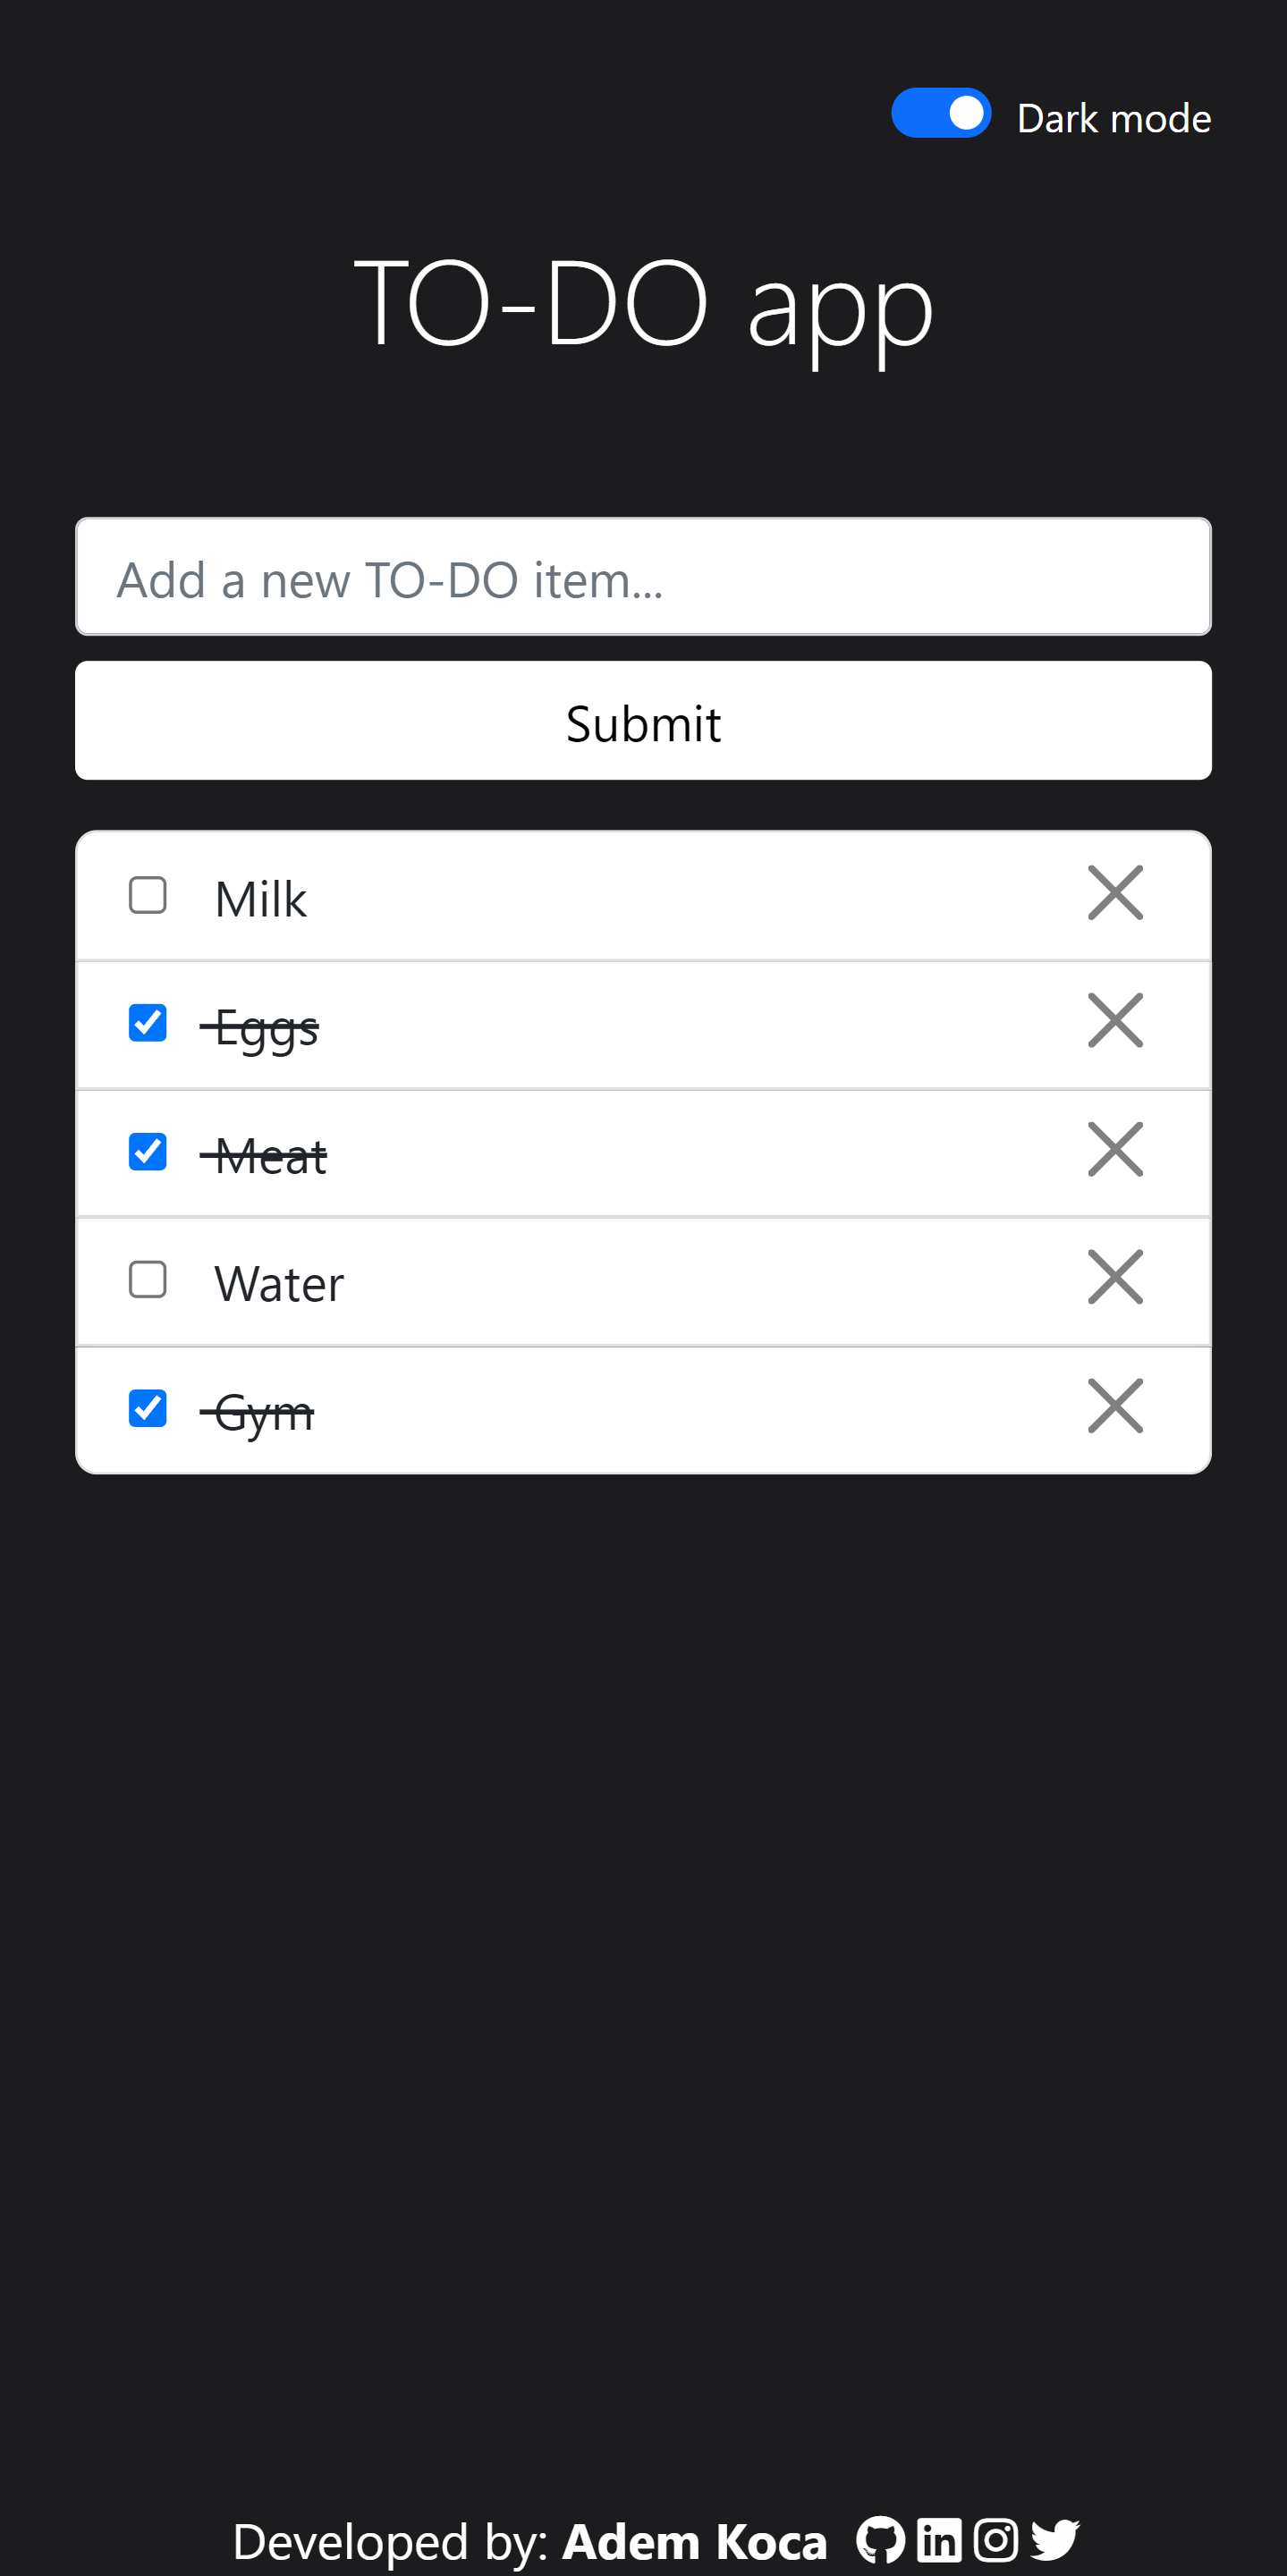 Dark mode
TO-DO app
Add a new TO-DO item...
Submit
Milk
Eggs
Meat
Water
Gym
Developed by: Adem Koca